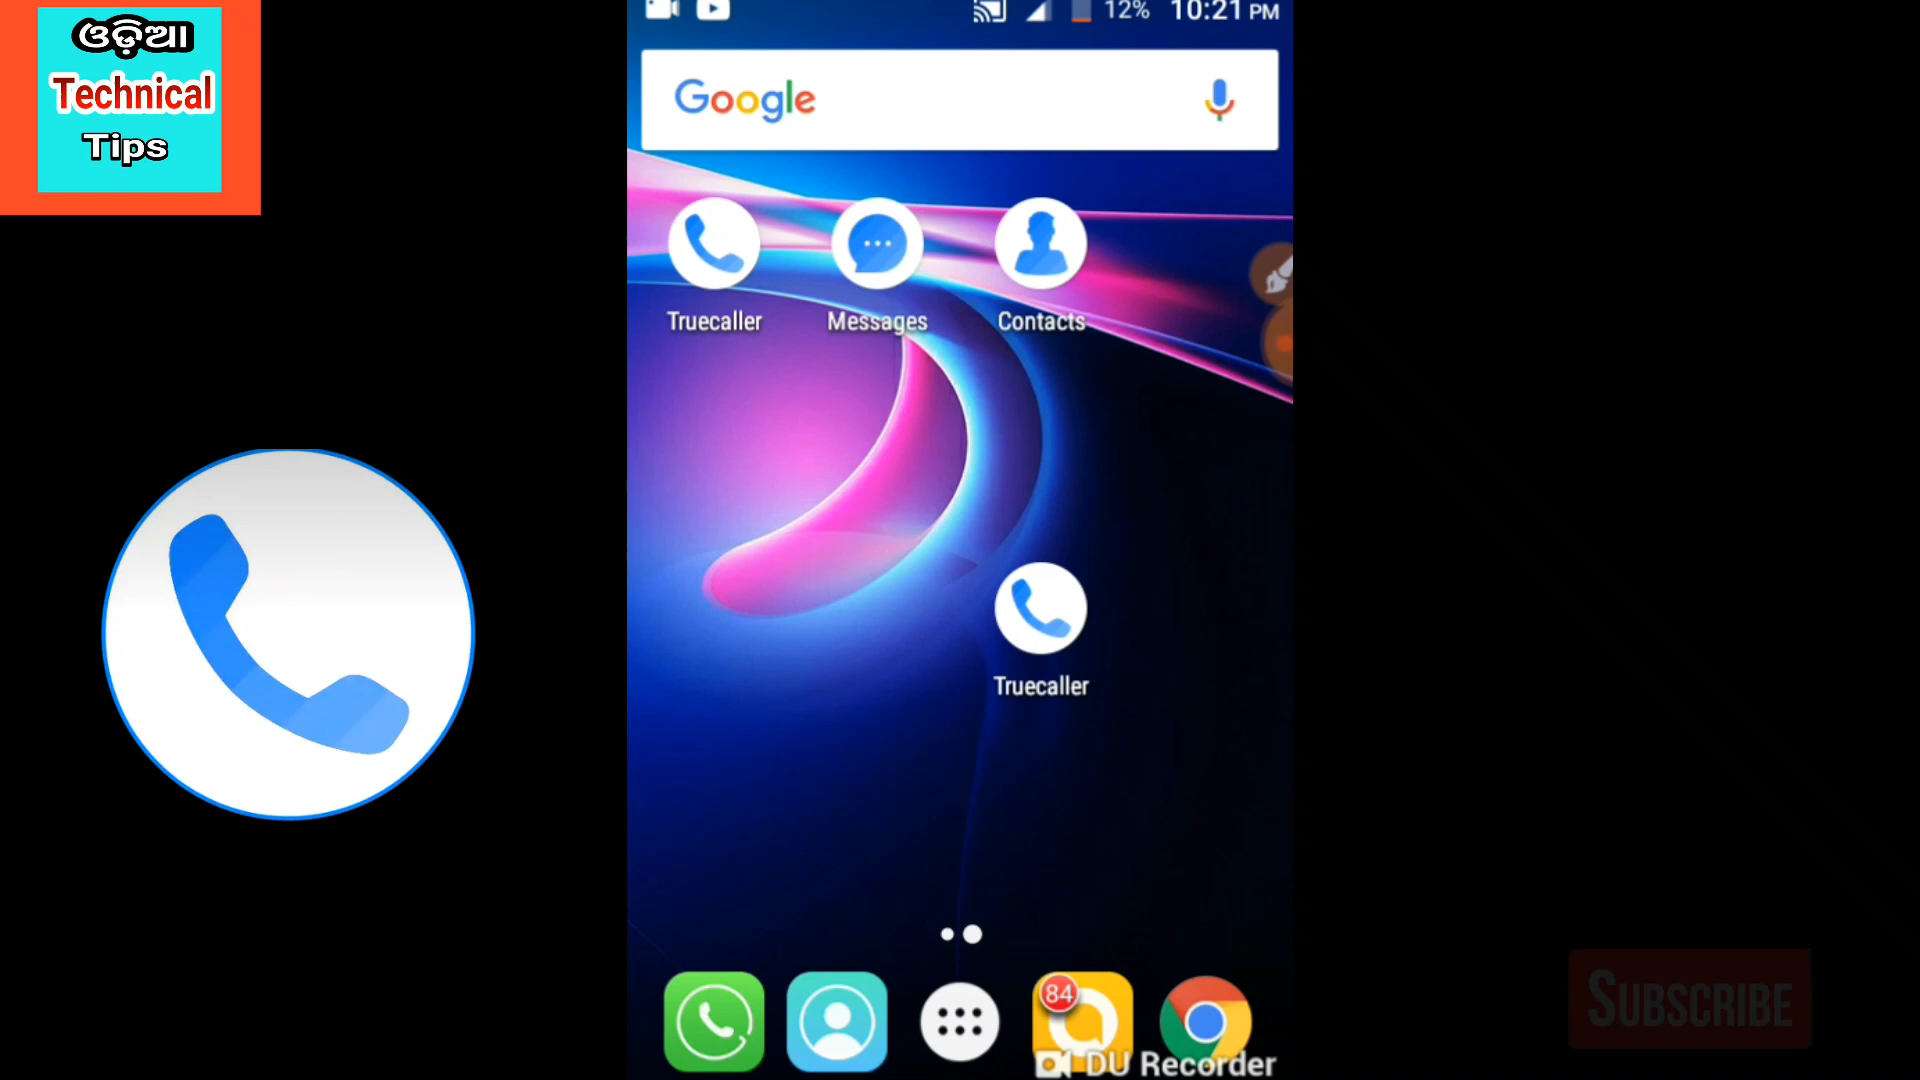 ଓଡ଼ିଆ
Technical
Tips
12% 10:21 PM
Google
Truecaller Messages Contacts
Truecaller
84
DU Recorder
SUBSCRIBE